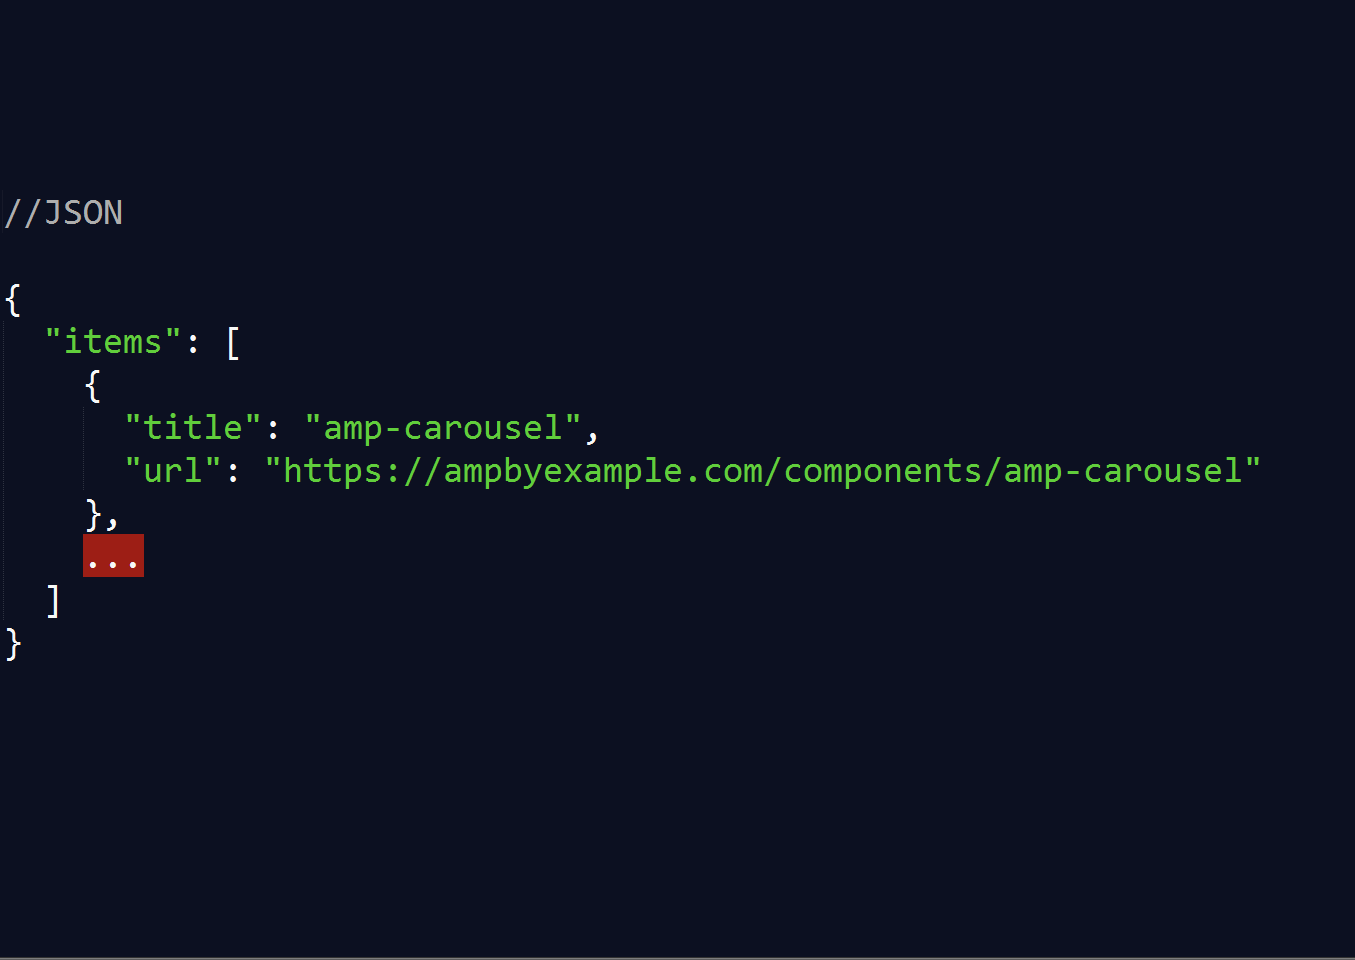 //JSON
{
"items": [
{
"title": "amp-carousel",
"url": "https://ampbyexample.com/components/amp-carousel"
},
...
]
}